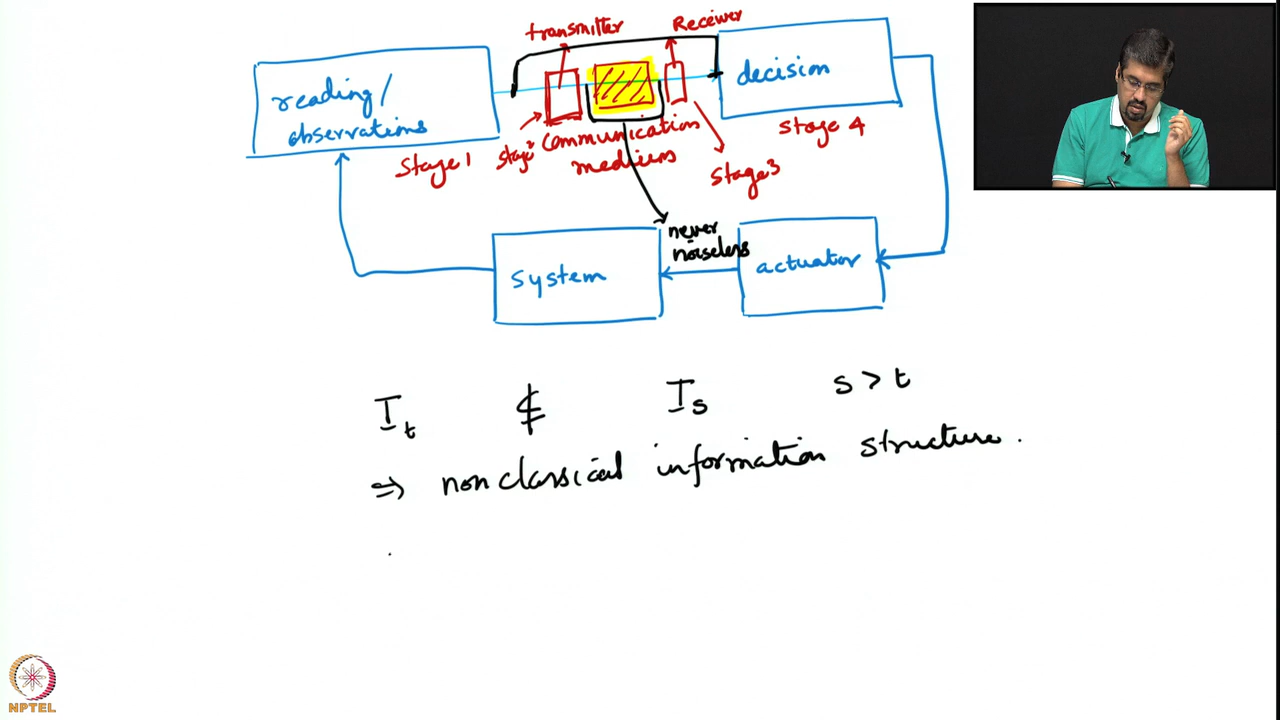 transmitter
Receiver
reading/
observations
decision
stage 1
stage 2
communication
medium
stage 3
stage 4
never
noiseless
system
actuator
I_t ⊄ I_s s > t
⇒ nonclassical information structure.
NPTEL